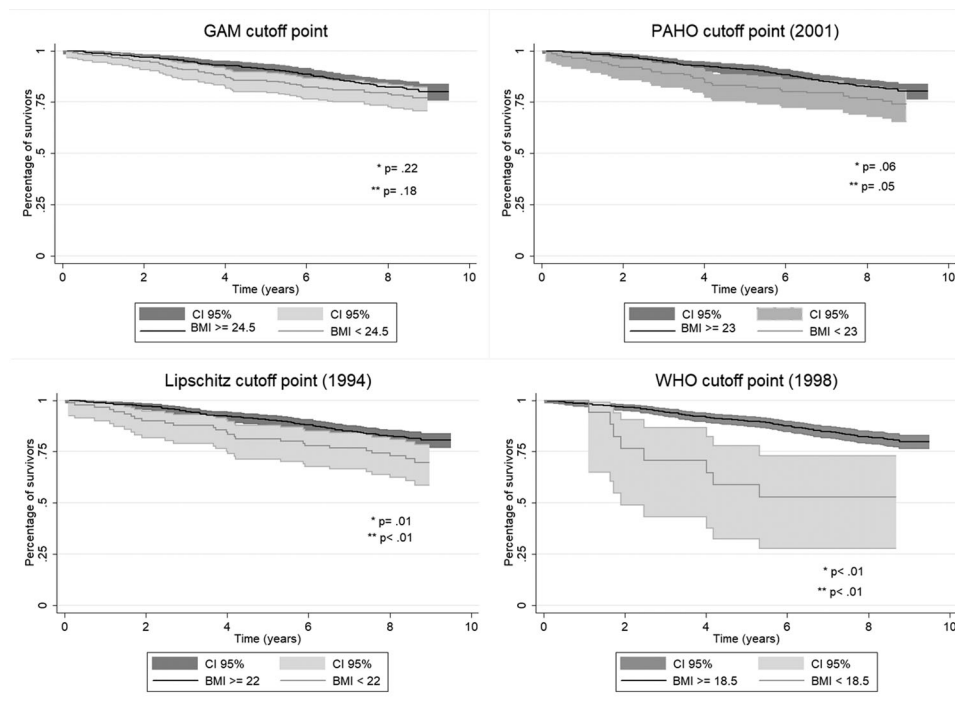 GAM cutoff point
Percentage of survivors
1
.75
.5
.25
0
* p= .22
** p= .18
0 2 4 6 8 10
Time (years)
CI 95% CI 95%
BMI >= 24.5 BMI < 24.5
PAHO cutoff point (2001)
Percentage of survivors
1
.75
.5
.25
0
* p= .06
** p= .05
0 2 4 6 8 10
Time (years)
CI 95% CI 95%
BMI >= 23 BMI < 23
Lipschitz cutoff point (1994)
Percentage of survivors
1
.75
.5
.25
0
* p= .01
** p< .01
0 2 4 6 8 10
Time (years)
CI 95% CI 95%
BMI >= 22 BMI < 22
WHO cutoff point (1998)
Percentage of survivors
1
.75
.5
.25
0
* p< .01
** p< .01
0 2 4 6 8 10
Time (years)
CI 95% CI 95%
BMI >= 18.5 BMI < 18.5